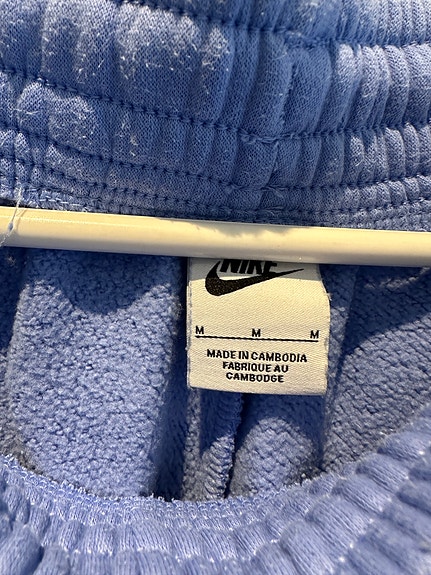 NIKE
M M M
MADE IN CAMBODIA
FABRIQUE AU
CAMBODGE